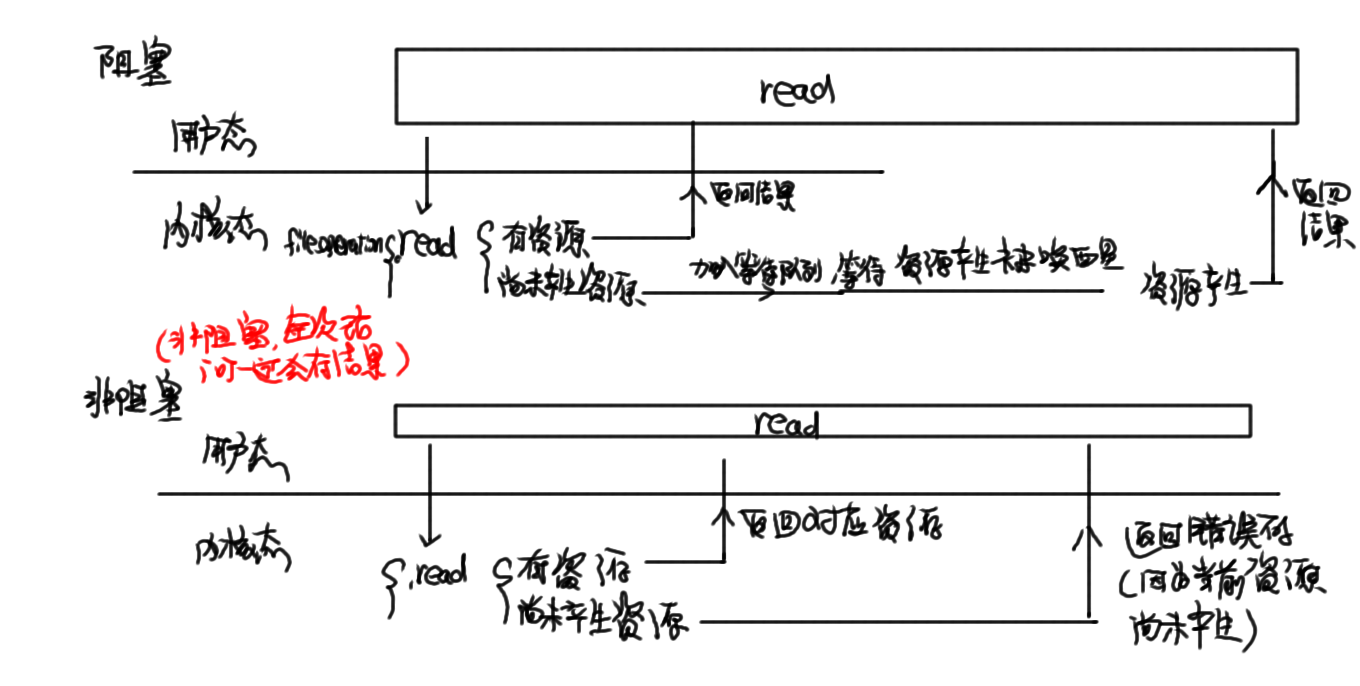 阻塞
read
用户态
返回结果
返回
结果
内核态
fileoperation{.read
有资源
尚未产生资源
加入等待队列,等待 资源产生来唤醒
资源产生
(非阻塞,每次访
问一定会有结果)
非阻塞
read
用户态
内核态
.read
有资源
尚未产生资源
返回对应资源
返回错误码
(因为当前资源
尚未产生)